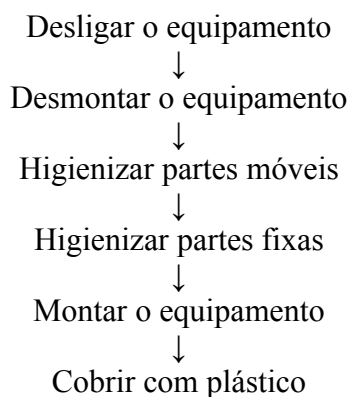 Desligar o equipamento
↓
Desmontar o equipamento
↓
Higienizar partes móveis
↓
Higienizar partes fixas
↓
Montar o equipamento
↓
Cobrir com plástico